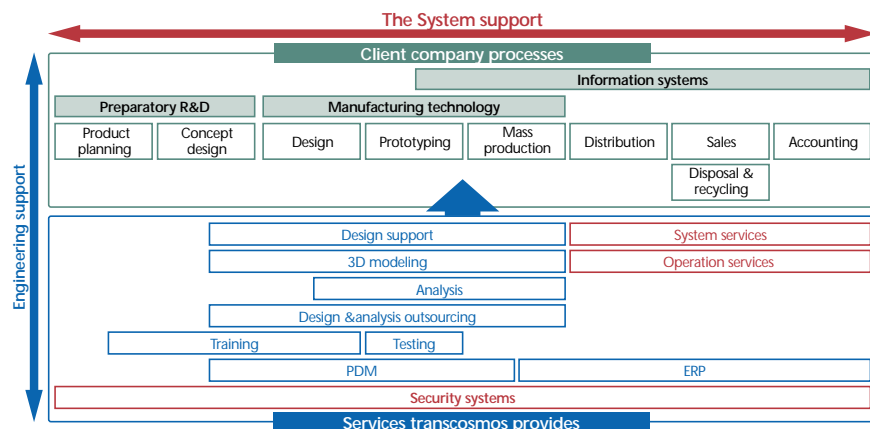 The System support
Client company processes
Information systems
Preparatory R&D
Manufacturing technology
Product
planning
Concept
design
Design
Prototyping
Mass
production
Distribution
Sales
Accounting
Disposal &
recycling
Engineering support
Design support
System services
3D modeling
Operation services
Analysis
Design &analysis outsourcing
Training
Testing
PDM
ERP
Security systems
Services transcosmos provides